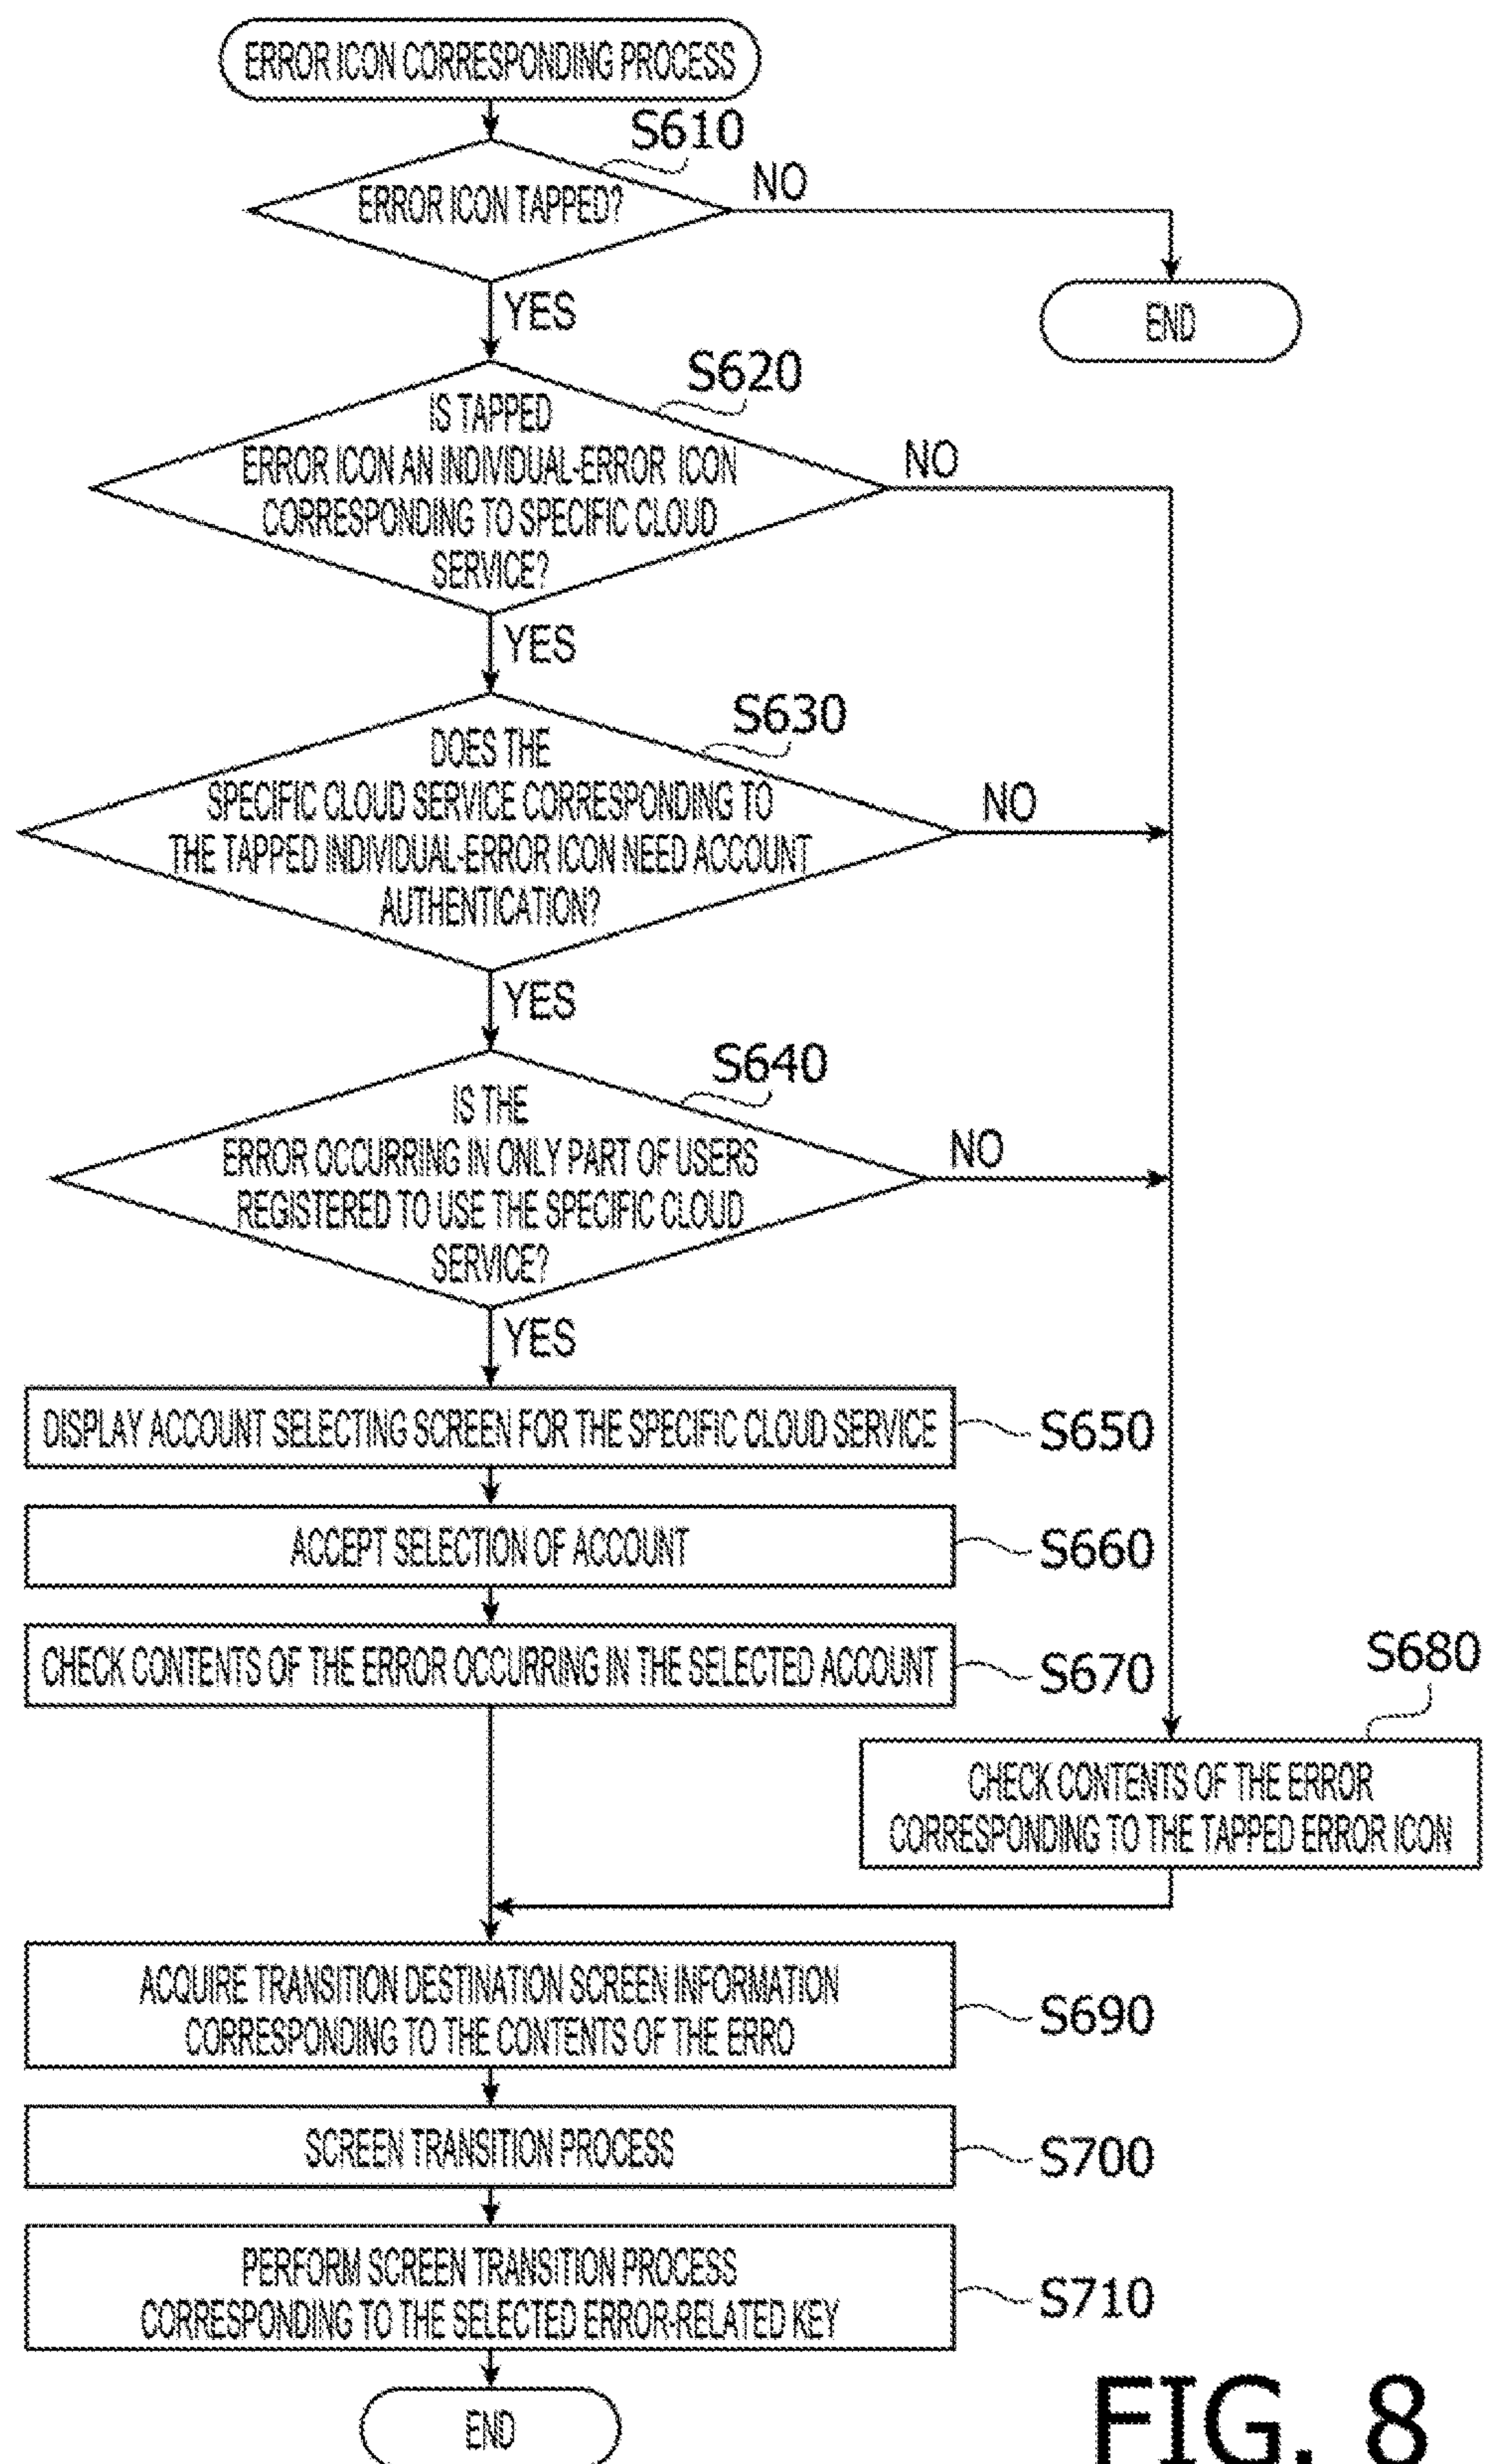 ERROR ICON CORRESPONDING PROCESS
S610
ERROR ICON TAPPED?
NO
END
YES
S620
IS TAPPED
ERROR ICON AN INDIVIDUAL-ERROR ICON
CORRESPONDING TO SPECIFIC CLOUD
SERVICE?
NO
YES
S630
DOES THE
SPECIFIC CLOUD SERVICE CORRESPONDING TO
THE TAPPED INDIVIDUAL-ERROR ICON NEED ACCOUNT
AUTHENTICATION?
NO
YES
S640
IS THE
ERROR OCCURRING IN ONLY PART OF USERS
REGISTERED TO USE THE SPECIFIC CLOUD
SERVICE?
NO
YES
DISPLAY ACCOUNT SELECTING SCREEN FOR THE SPECIFIC CLOUD SERVICE
S650
ACCEPT SELECTION OF ACCOUNT
S660
CHECK CONTENTS OF THE ERROR OCCURRING IN THE SELECTED ACCOUNT
S670
S680
CHECK CONTENTS OF THE ERROR
CORRESPONDING TO THE TAPPED ERROR ICON
ACQUIRE TRANSITION DESTINATION SCREEN INFORMATION
CORRESPONDING TO THE CONTENTS OF THE ERRO
S690
SCREEN TRANSITION PROCESS
S700
PERFORM SCREEN TRANSITION PROCESS
CORRESPONDING TO THE SELECTED ERROR-RELATED KEY
S710
END
FIG. 8